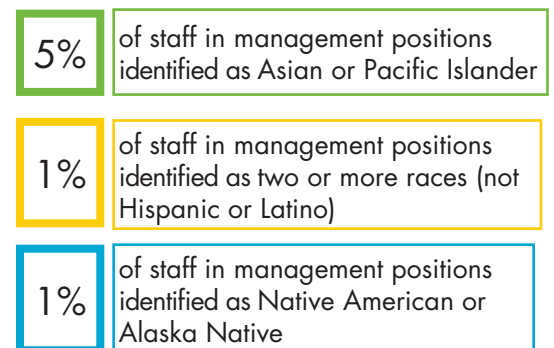 5%
of staff in management positions
identified as Asian or Pacific Islander
1%
of staff in management positions
identified as two or more races (not
Hispanic or Latino)
1%
of staff in management positions
identified as Native American or
Alaska Native